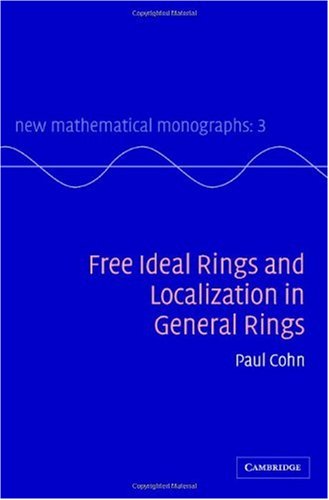 new mathematical monographs: 3
Free Ideal Rings and
Localization in
General Rings
Paul Cohn
CAMBRIDGE